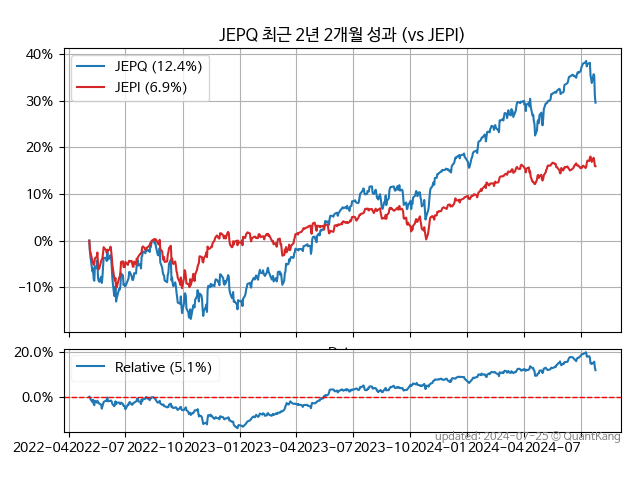 JEPQ 최근 2년 2개월 성과 (vs JEPI)
40%
30%
20%
10%
0%
−10%
JEPQ (12.4%)
JEPI (6.9%)
20.0%
0.0%
Relative (5.1%)
2022-04 2022-07 2022-10 2023-01 2023-04 2023-07 2023-10 2024-01 2024-04 2024-07
updated: 2024-07-25 © QuantKang